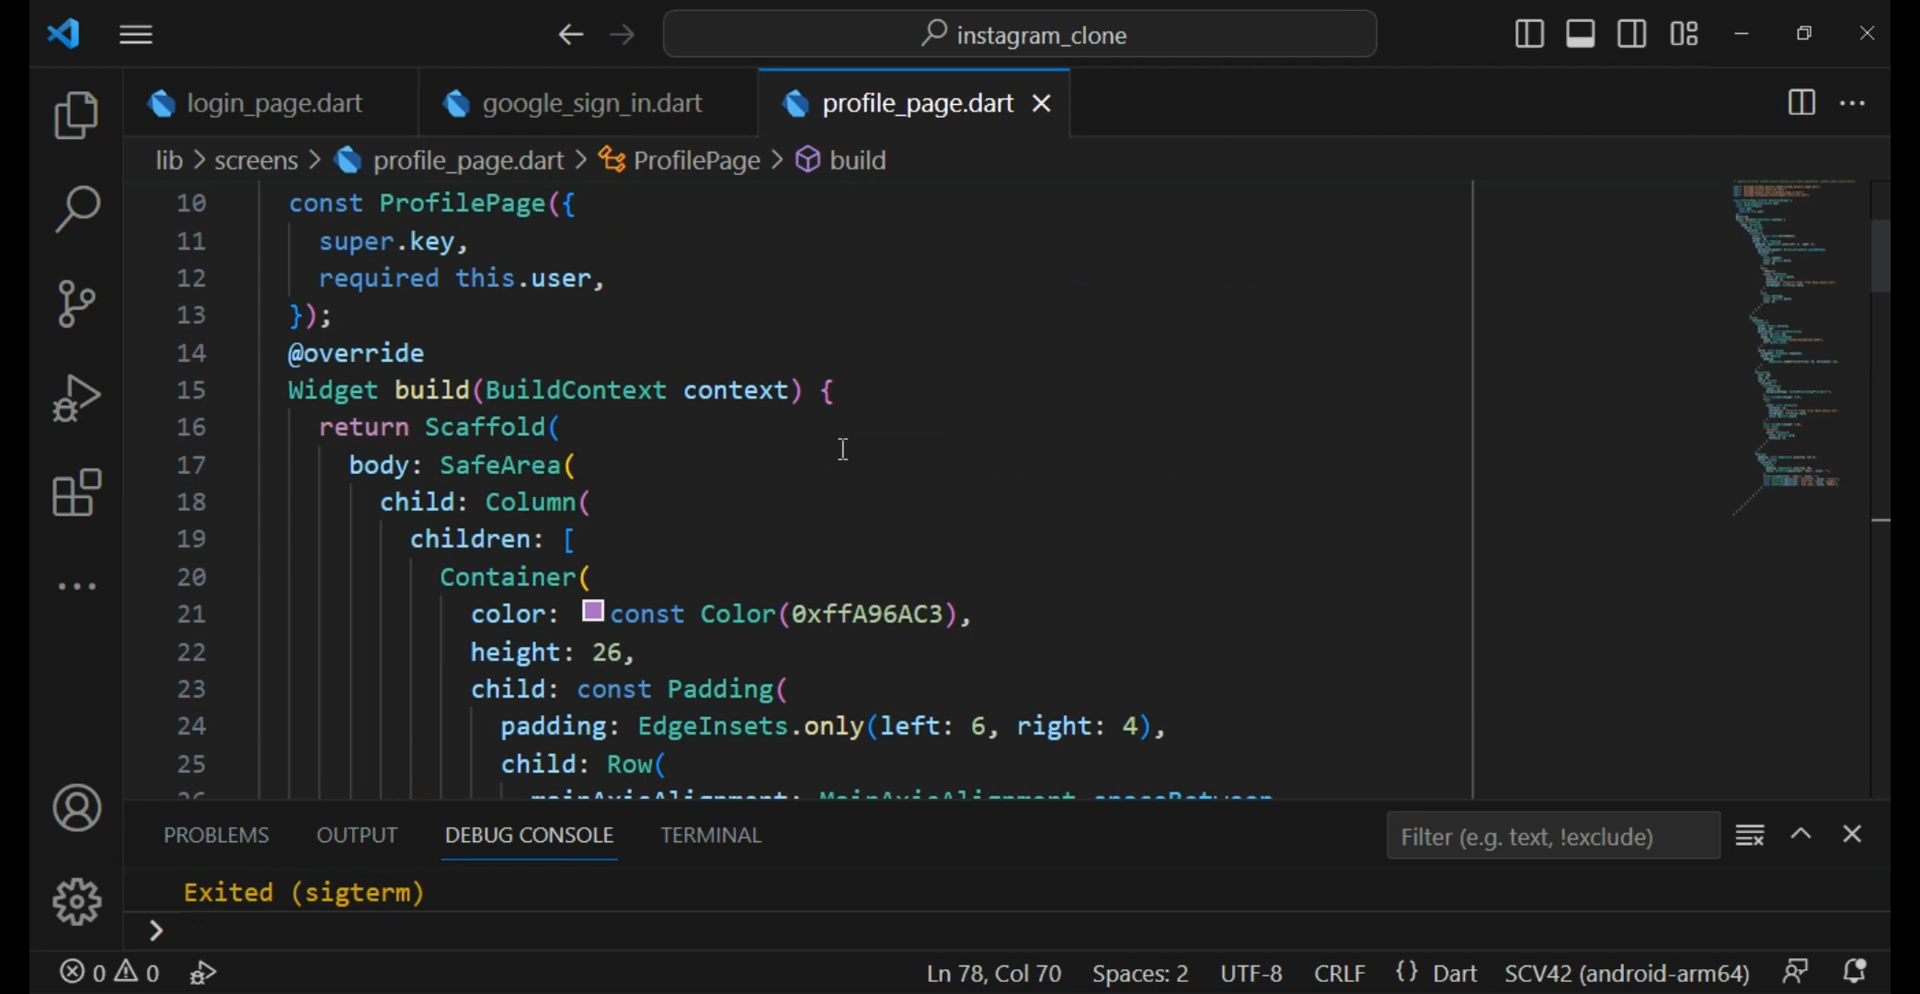 instagram_clone
login_page.dart
google_sign_in.dart
profile_page.dart
lib > screens > profile_page.dart > ProfilePage > build
10 const ProfilePage({
11 super.key,
12 required this.user,
13 });
14 @override
15 Widget build(BuildContext context) {
16 return Scaffold(
17 body: SafeArea(
18 child: Column(
19 children: [
20 Container(
21 color: const Color(0xffA96AC3),
22 height: 26,
23 child: const Padding(
24 padding: EdgeInsets.only(left: 6, right: 4),
25 child: Row(
26 mainAxisAlignment: MainAxisAlignment.spaceBetween
PROBLEMS OUTPUT DEBUG CONSOLE TERMINAL Filter (e.g. text, !exclude)
Exited (sigterm)
>
0 0 Ln 78, Col 70 Spaces: 2 UTF-8 CRLF {} Dart SCV42 (android-arm64)